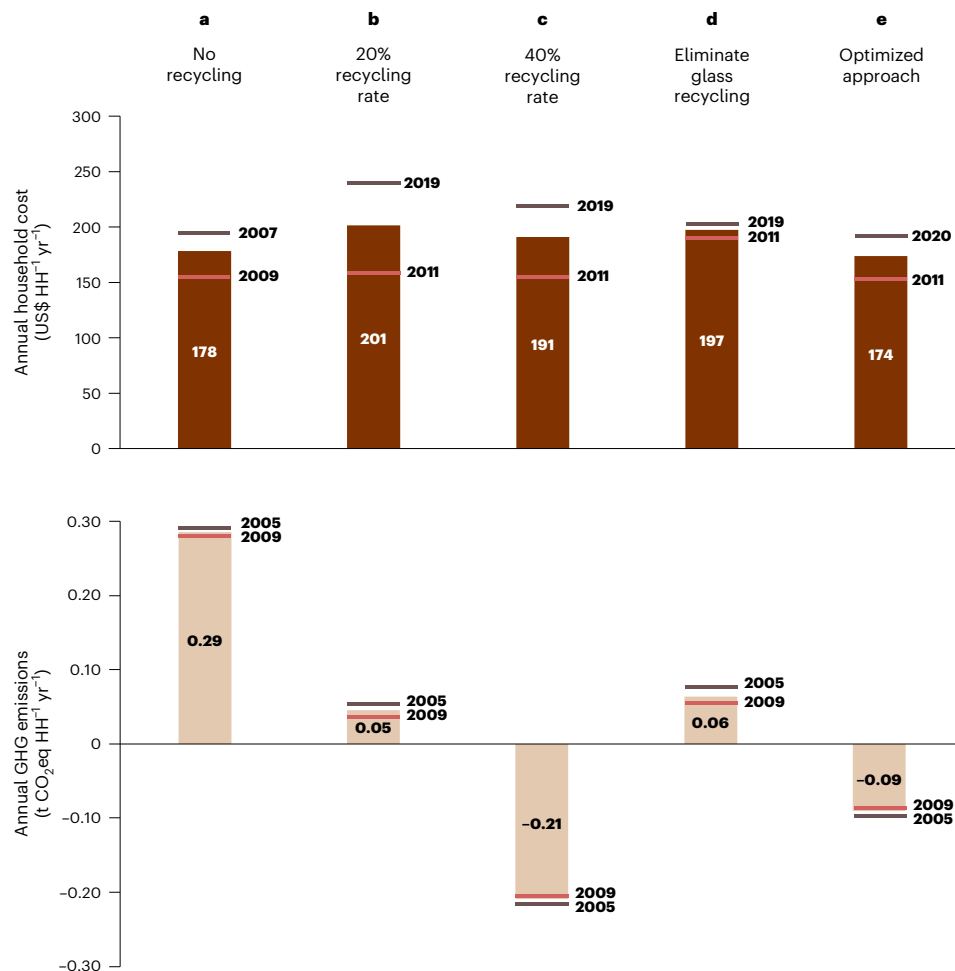 a
b
c
d
e
No
recycling
20%
recycling
rate
40%
recycling
rate
Eliminate
glass
recycling
Optimized
approach
Annual household cost
(US$ HH⁻¹ yr⁻¹)
300
250
200
150
100
50
0
2007
2009
178
2019
2011
201
2019
2011
191
2019
2011
197
2020
2011
174
Annual GHG emissions
(t CO₂eq HH⁻¹ yr⁻¹)
0.30
0.20
0.10
0
–0.10
–0.20
–0.30
2005
2009
0.29
2005
2009
0.05
–0.21
2009
2005
2005
2009
0.06
–0.09
2009
2005